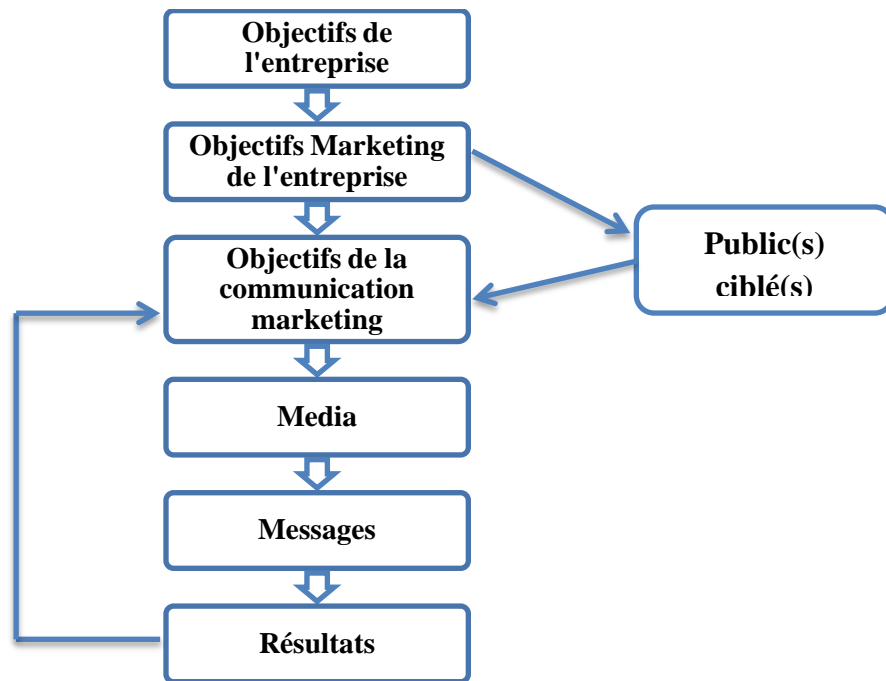 Objectifs de
l'entreprise
Objectifs Marketing
de l'entreprise
Public(s)
ciblé(s)
Objectifs de la
communication
marketing
Media
Messages
Résultats